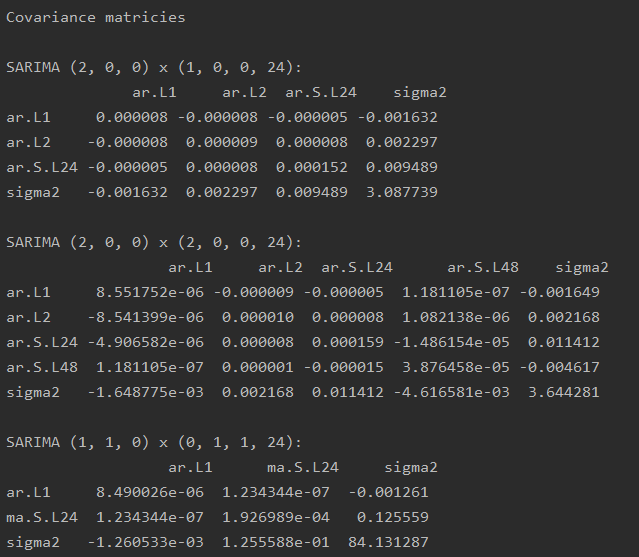 Covariance matricies
SARIMA (2, 0, 0) x (1, 0, 0, 24):
ar.L1 ar.L2 ar.S.L24 sigma2
ar.L1 0.000008 -0.000008 -0.000005 -0.001632
ar.L2 -0.000008 0.000009 0.000008 0.002297
ar.S.L24 -0.000005 0.000008 0.000152 0.009489
sigma2 -0.001632 0.002297 0.009489 3.087739
SARIMA (2, 0, 0) x (2, 0, 0, 24):
ar.L1 ar.L2 ar.S.L24 ar.S.L48 sigma2
ar.L1 8.551752e-06 -0.000009 -0.000005 1.181105e-07 -0.001649
ar.L2 -8.541399e-06 0.000010 0.000008 1.082138e-06 0.002168
ar.S.L24 -4.906582e-06 0.000008 0.000159 -1.486154e-05 0.011412
ar.S.L48 1.181105e-07 0.000001 -0.000015 3.876458e-05 -0.004617
sigma2 -1.648775e-03 0.002168 0.011412 -4.616581e-03 3.644281
SARIMA (1, 1, 0) x (0, 1, 1, 24):
ar.L1 ma.S.L24 sigma2
ar.L1 8.490026e-06 1.234344e-07 -0.001261
ma.S.L24 1.234344e-07 1.926989e-04 0.125559
sigma2 -1.260533e-03 1.255588e-01 84.131287